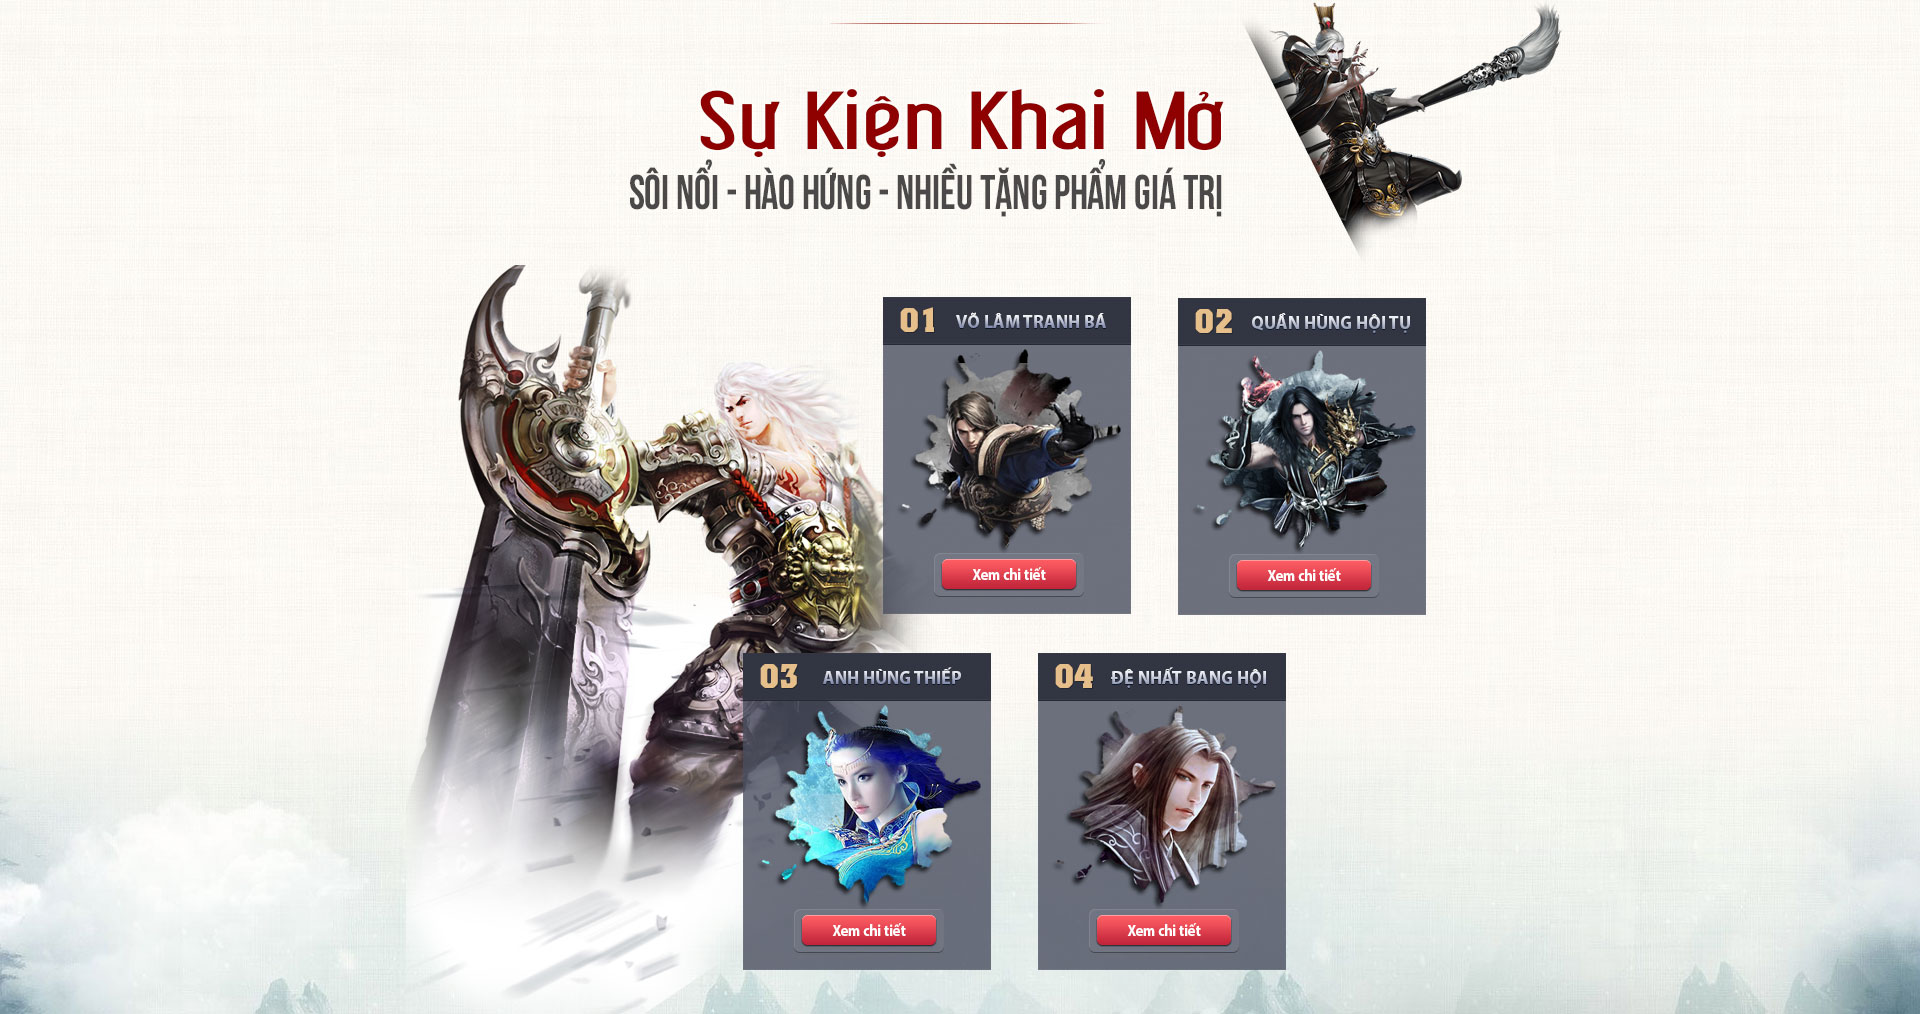 Sự Kiện Khai Mở
SÔI NỔI - HÀO HỨNG - NHIỀU TẶNG PHẨM GIÁ TRỊ
01 VÕ LÂM TRANH BÁ
Xem chi tiết
02 QUẦN HÙNG HỘI TỤ
Xem chi tiết
03 ANH HÙNG THIẾP
Xem chi tiết
04 ĐỆ NHẤT BANG HỘI
Xem chi tiết